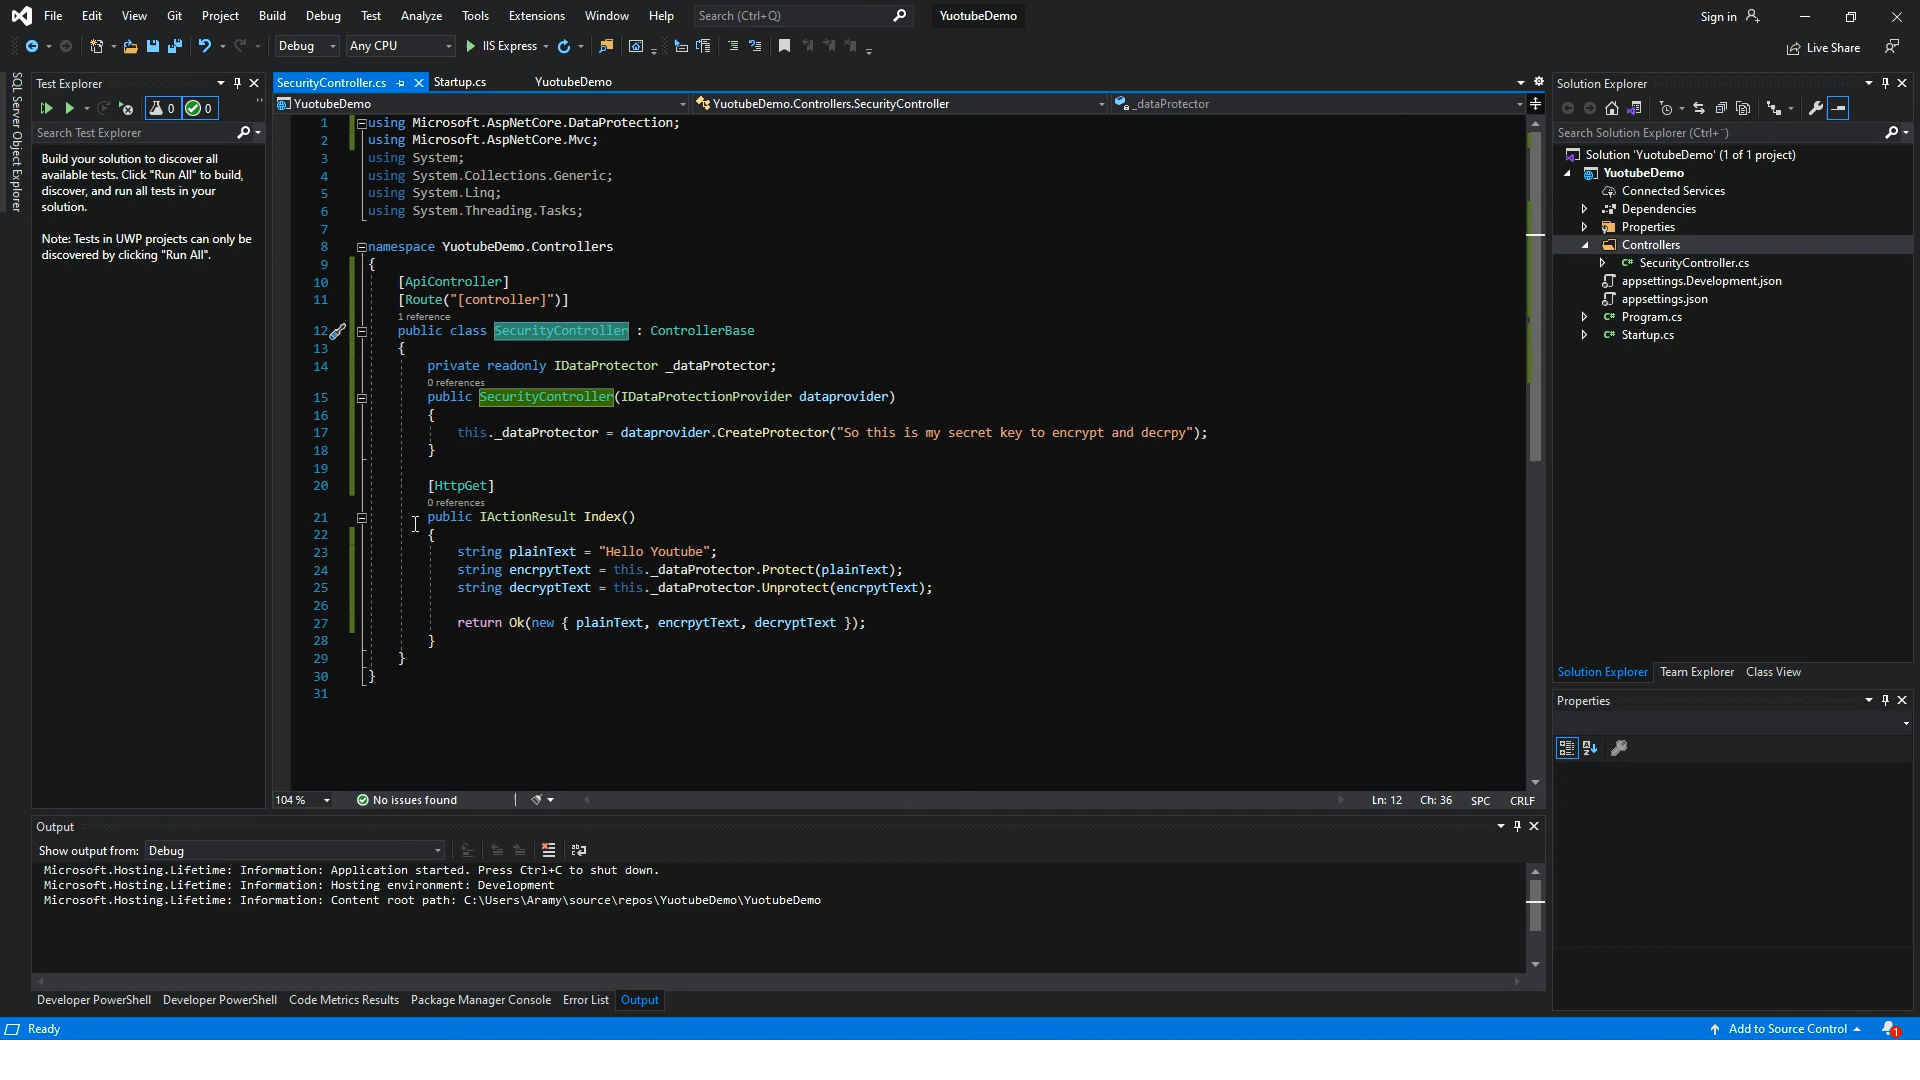 File Edit View Git Project Build Debug Test Analyze Tools Extensions Window Help Search (Ctrl+Q) YuotubeDemo Sign in
Debug Any CPU IIS Express Live Share
SQL Server Object Explorer
Test Explorer
0 0
Search Test Explorer
Build your solution to discover all
available tests. Click "Run All" to build,
discover, and run all tests in your
solution.
Note: Tests in UWP projects can only be
discovered by clicking "Run All".
SecurityController.cs Startup.cs YuotubeDemo
YuotubeDemo YuotubeDemo.Controllers.SecurityController _dataProtector
1 using Microsoft.AspNetCore.DataProtection;
2 using Microsoft.AspNetCore.Mvc;
3 using System;
4 using System.Collections.Generic;
5 using System.Linq;
6 using System.Threading.Tasks;
7
8 namespace YuotubeDemo.Controllers
9 {
10 [ApiController]
11 [Route("[controller]")]
1 reference
12 public class SecurityController : ControllerBase
13 {
14 private readonly IDataProtector _dataProtector;
0 references
15 public SecurityController(IDataProtectionProvider dataprovider)
16 {
17 this._dataProtector = dataprovider.CreateProtector("So this is my secret key to encrypt and decrpy");
18 }
19
20 [HttpGet]
0 references
21 public IActionResult Index()
22 {
23 string plainText = "Hello Youtube";
24 string encrpytText = this._dataProtector.Protect(plainText);
25 string decryptText = this._dataProtector.Unprotect(encrpytText);
26
27 return Ok(new { plainText, encrpytText, decryptText });
28 }
29 }
30 }
31
104 % No issues found Ln: 12 Ch: 36 SPC CRLF
Output
Show output from: Debug
Microsoft.Hosting.Lifetime: Information: Application started. Press Ctrl+C to shut down.
Microsoft.Hosting.Lifetime: Information: Hosting environment: Development
Microsoft.Hosting.Lifetime: Information: Content root path: C:\Users\Aramy\source\repos\YuotubeDemo\YuotubeDemo
Developer PowerShell Developer PowerShell Code Metrics Results Package Manager Console Error List Output
Solution Explorer
Search Solution Explorer (Ctrl+¨)
Solution 'YuotubeDemo' (1 of 1 project)
YuotubeDemo
Connected Services
Dependencies
Properties
Controllers
C# SecurityController.cs
appsettings.Development.json
appsettings.json
C# Program.cs
C# Startup.cs
Solution Explorer Team Explorer Class View
Properties
Ready Add to Source Control 1